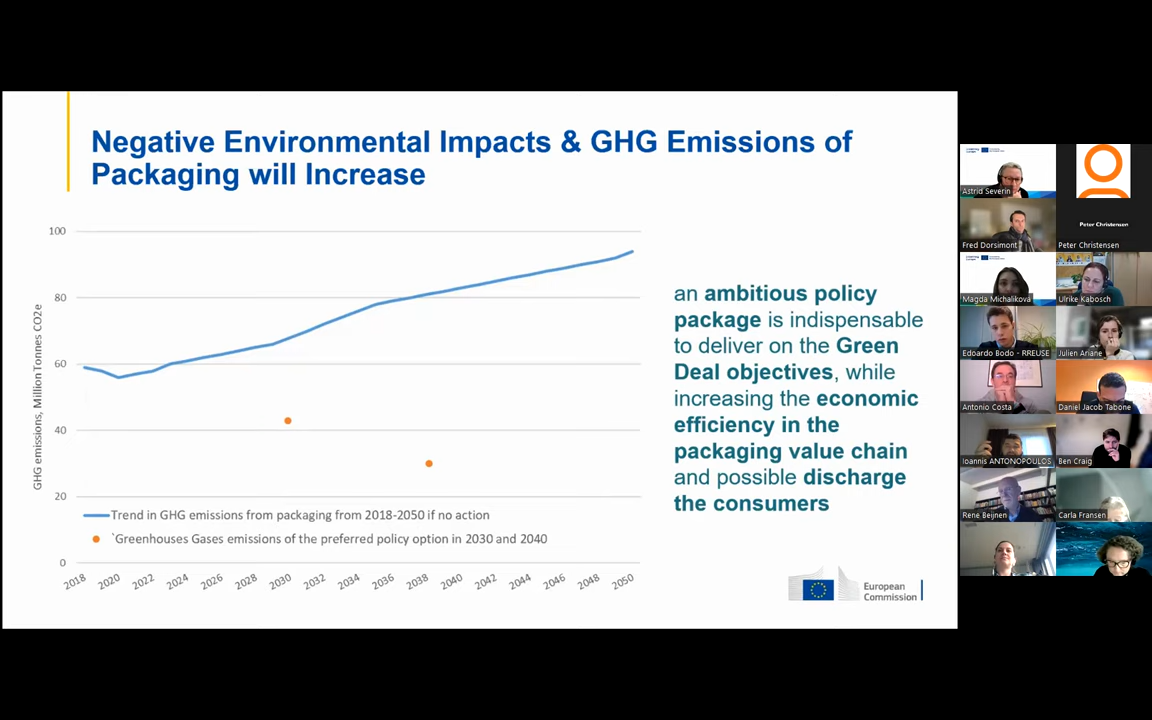 Negative Environmental Impacts & GHG Emissions of
Packaging will Increase
100
80
60
40
20
0
GHG emissions, Million Tonnes CO2e
Trend in GHG emissions from packaging from 2018-2050 if no action
`Greenhouses Gases emissions of the preferred policy option in 2030 and 2040
2018 2020 2022 2024 2026 2028 2030 2032 2034 2036 2038 2040 2042 2044 2046 2048 2050
an ambitious policy
package is indispensable
to deliver on the Green
Deal objectives, while
increasing the economic
efficiency in the
packaging value chain
and possible discharge
the consumers
European
Commission
Astrid Severin
Peter Christensen
Fred Dorsimont
Peter Christensen
Magda Michaliková
Ulrike Kabosch
Edoardo Bodo - RREUSE
Julien Ariane
Antonio Costa
Daniel Jacob Tabone
Ioannis ANTONOPOULOS
Ben Craig
Rene Beijnen
Carla Fransen